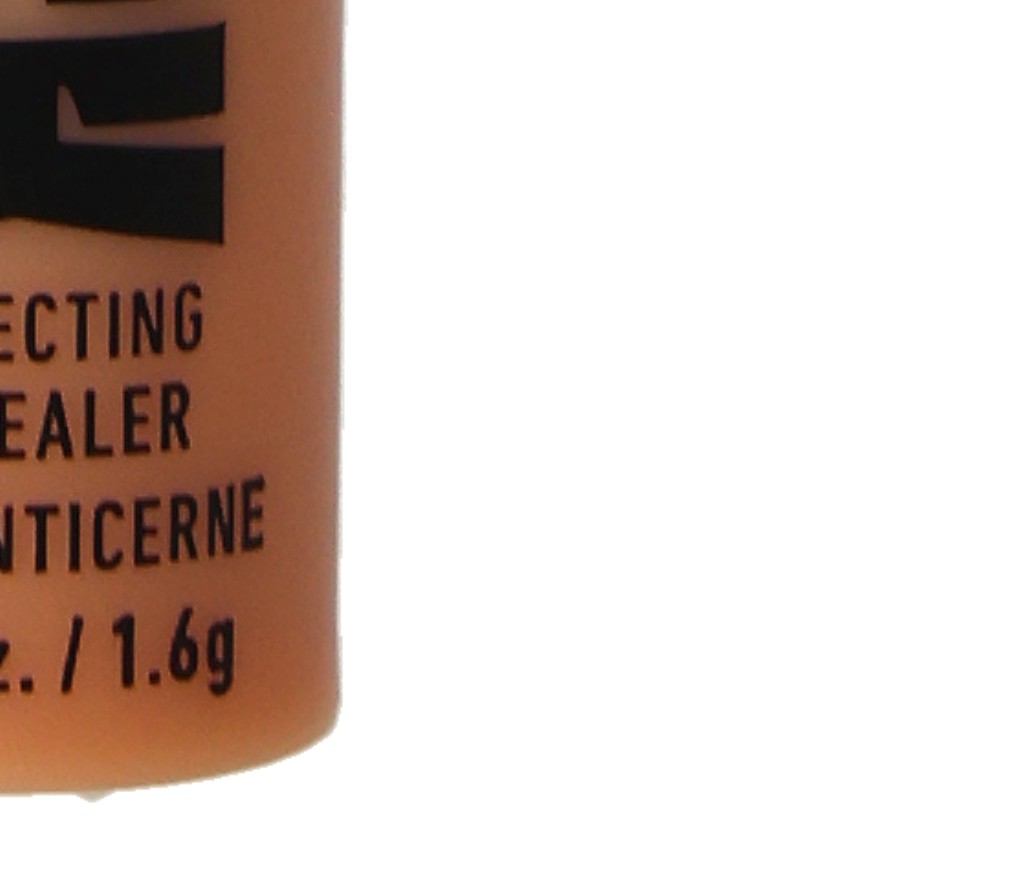 ECTING
EALER
NTICERNE
z. / 1.6g